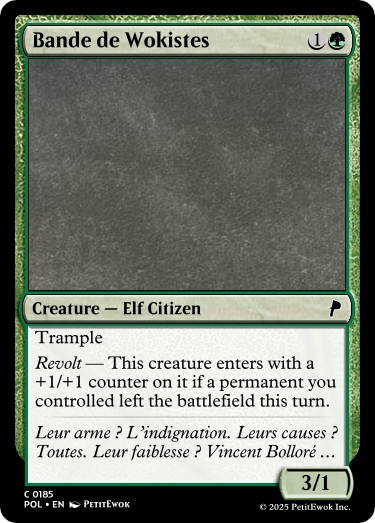 Bande de Wokistes 1
Creature — Elf Citizen
Trample
Revolt — This creature enters with a
+1/+1 counter on it if a permanent you
controlled left the battlefield this turn.
Leur arme ? L'indignation. Leurs causes ?
Toutes. Leur faiblesse ? Vincent Bolloré ...
3/1
C 0185
POL • EN PetitEwok
© 2025 PetitEwok Inc.